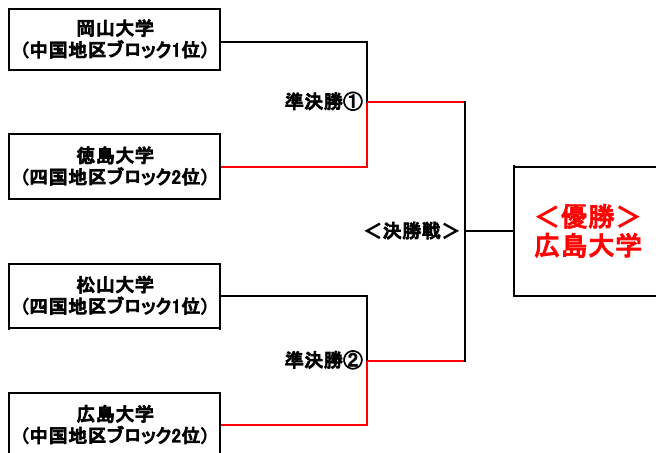 岡山大学
(中国地区ブロック1位)
準決勝①
徳島大学
(四国地区ブロック2位)
＜決勝戦＞
＜優勝＞
広島大学
松山大学
(四国地区ブロック1位)
準決勝②
広島大学
(中国地区ブロック2位)